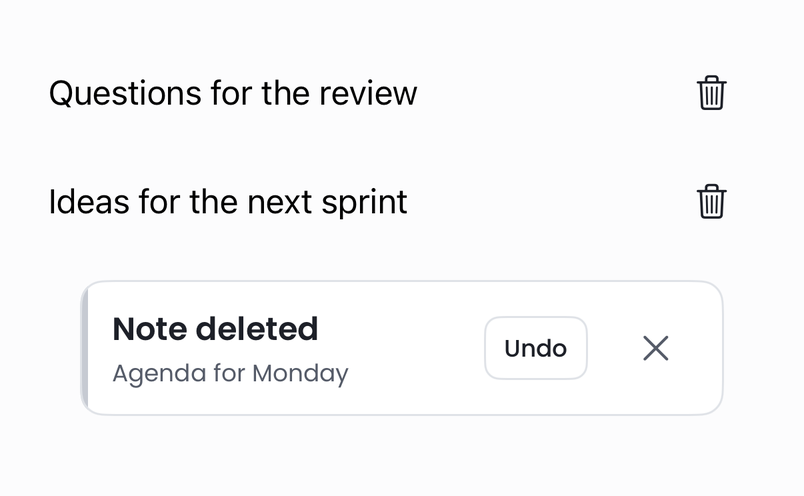 Questions for the review
Ideas for the next sprint
Note deleted
Undo
Agenda for Monday